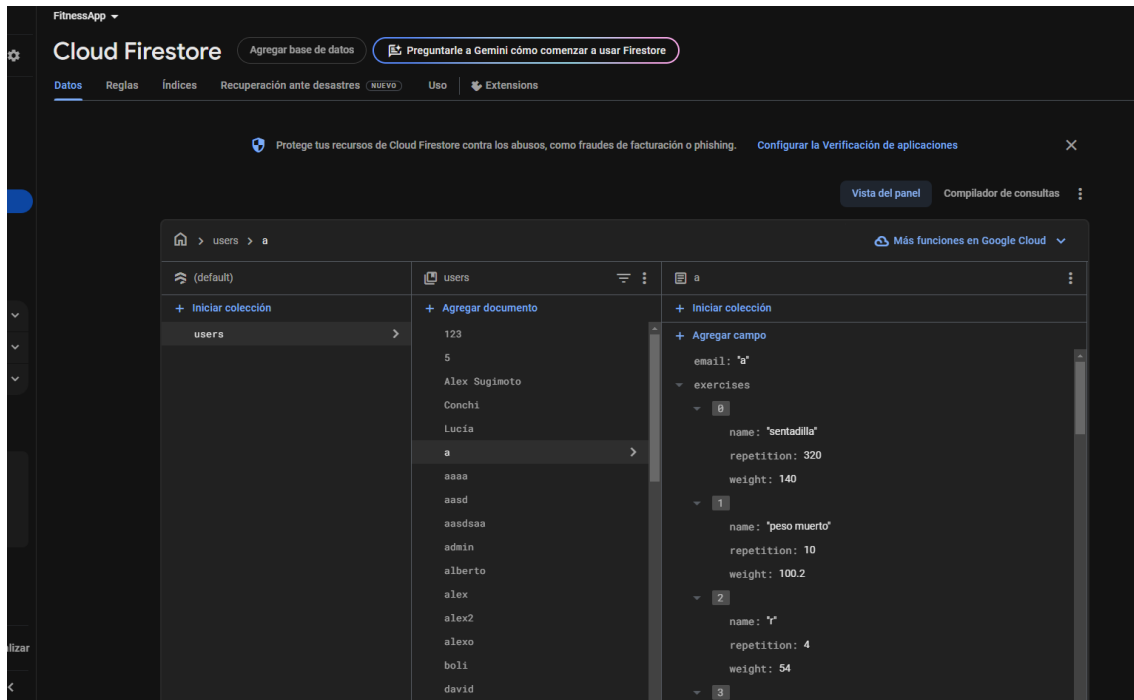 FitnessApp
Cloud Firestore
Agregar base de datos
Preguntarle a Gemini cómo comenzar a usar Firestore
Datos Reglas Índices Recuperación ante desastres NUEVO Uso Extensions
Protege tus recursos de Cloud Firestore contra los abusos, como fraudes de facturación o phishing. Configurar la Verificación de aplicaciones
Vista del panel Compilador de consultas
users > a
Más funciones en Google Cloud
(default)
+ Iniciar colección
users
users
+ Agregar documento
123
5
Alex Sugimoto
Conchi
Lucía
a
aaaa
aasd
aasdsaa
admin
alberto
alex
alex2
alexo
boli
david
a
+ Iniciar colección
+ Agregar campo
email: "a"
exercises
0
name: "sentadilla"
repetition: 320
weight: 140
1
name: "peso muerto"
repetition: 10
weight: 100.2
2
name: "r"
repetition: 4
weight: 54
3
lizar